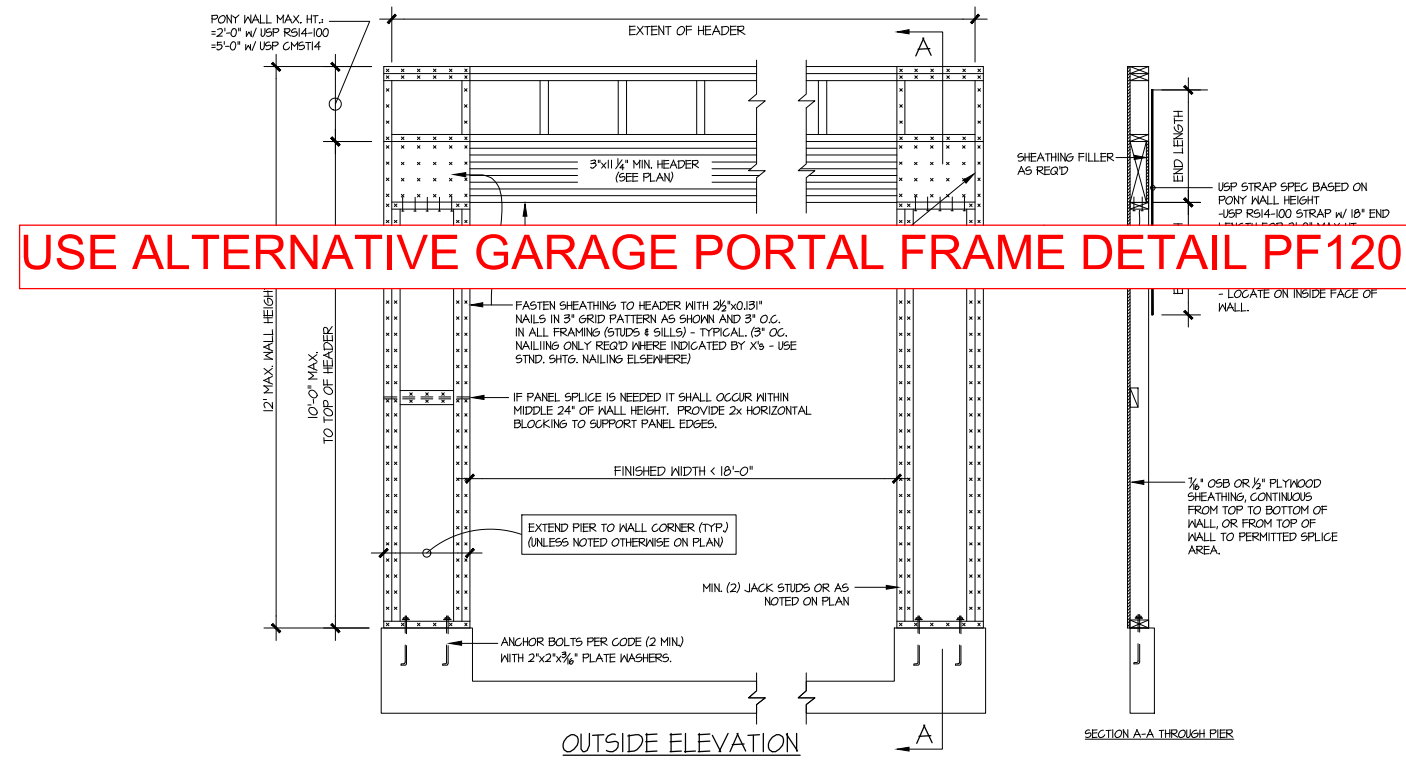 PONY WALL MAX. HT.:
=2'-0" W/ USP RS14-100
=5'-0" W/ USP CMST14
EXTENT OF HEADER
A
3"x11 1/4" MIN. HEADER
(SEE PLAN)
SHEATHING FILLER
AS REQ'D
END LENGTH
USP STRAP SPEC BASED ON
PONY WALL HEIGHT
-USP RS14-100 STRAP W/ 18" END
USE ALTERNATIVE GARAGE PORTAL FRAME DETAIL PF120
- LOCATE ON INSIDE FACE OF
WALL.
12' MAX. WALL HEIGHT
10'-0" MAX.
TO TOP OF HEADER
FASTEN SHEATHING TO HEADER WITH 2½"x0.131"
NAILS IN 3" GRID PATTERN AS SHOWN AND 3" O.C.
IN ALL FRAMING (STUDS & SILLS) - TYPICAL. (3" OC.
NAILIING ONLY REQ'D WHERE INDICATED BY X's - USE
STND. SHTG. NAILING ELSEWHERE)
IF PANEL SPLICE IS NEEDED IT SHALL OCCUR WITHIN
MIDDLE 24" OF WALL HEIGHT. PROVIDE 2x HORIZONTAL
BLOCKING TO SUPPORT PANEL EDGES.
FINISHED WIDTH < 18'-0"
7/16" OSB OR ½" PLYWOOD
SHEATHING, CONTINUOUS
FROM TOP TO BOTTOM OF
WALL, OR FROM TOP OF
WALL TO PERMITTED SPLICE
AREA.
EXTEND PIER TO WALL CORNER (TYP.)
(UNLESS NOTED OTHERWISE ON PLAN)
MIN. (2) JACK STUDS OR AS
NOTED ON PLAN
ANCHOR BOLTS PER CODE (2 MIN.)
WITH 2"x2"x3/16" PLATE WASHERS.
A
OUTSIDE ELEVATION
SECTION A-A THROUGH PIER